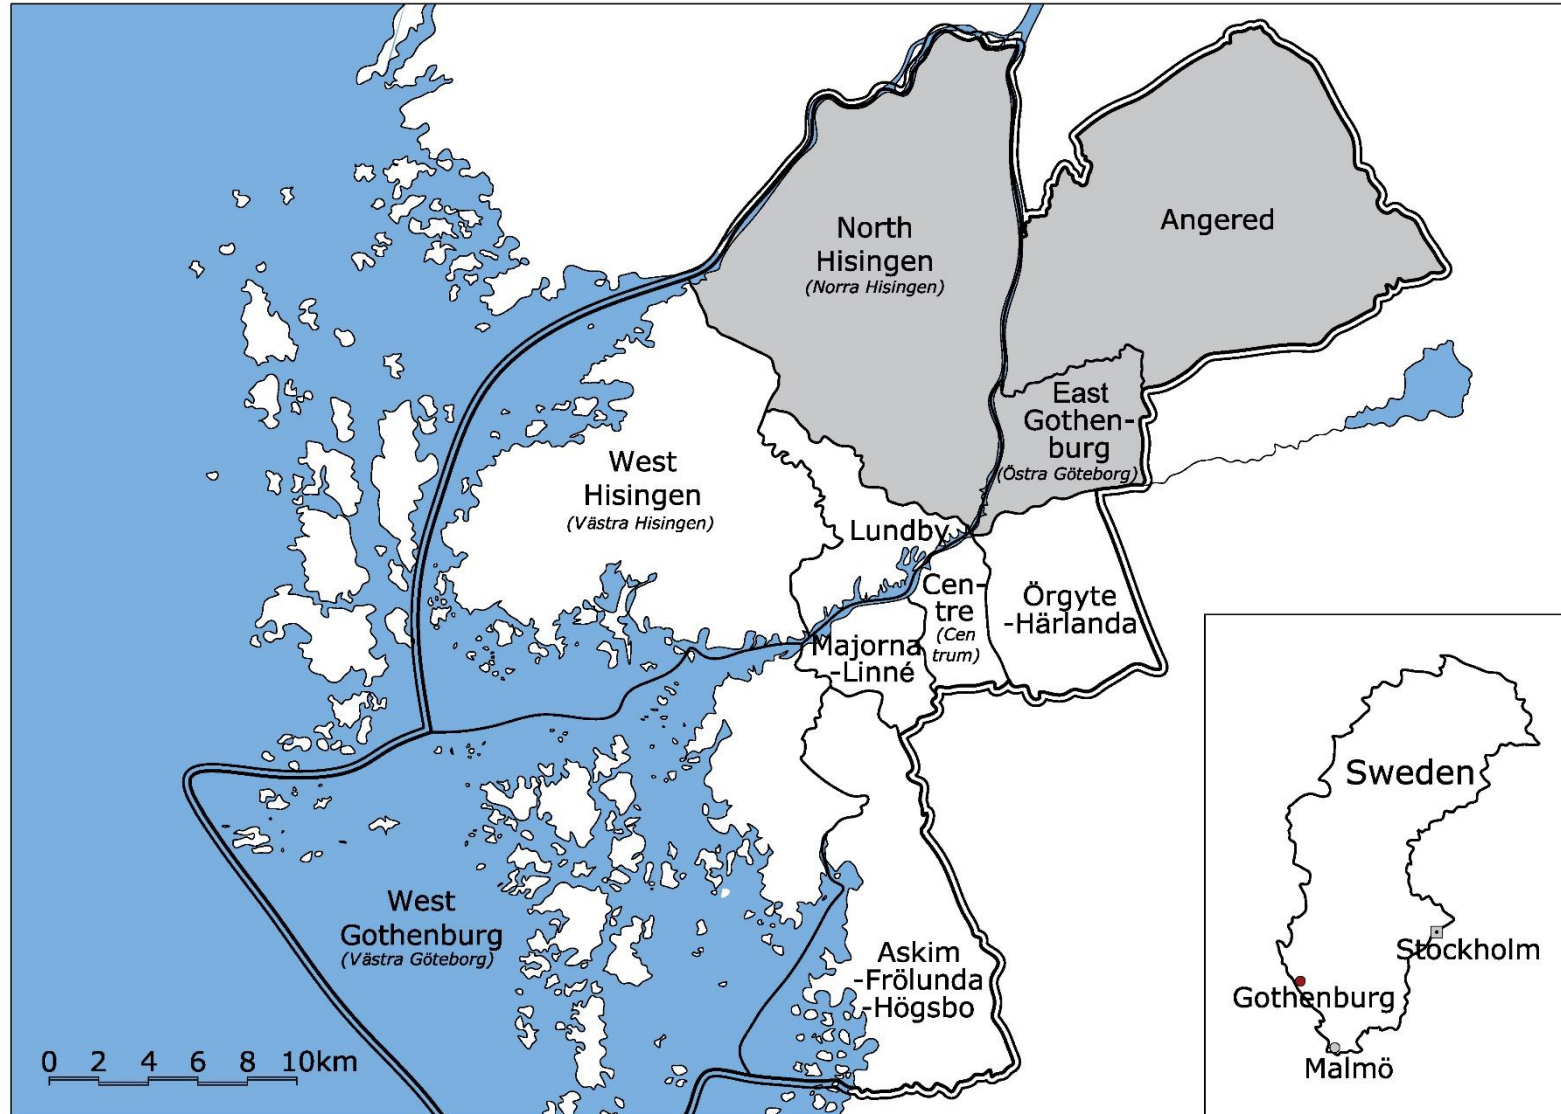 North
Hisingen
(Norra Hisingen)
Angered
East
Gothen-
burg
(Östra Göteborg)
West
Hisingen
(Västra Hisingen)
Lundby
Cen-
tre
(Cen
trum)
Örgyte
-Härlanda
Majorna
-Linné
West
Gothenburg
(Västra Göteborg)
Askim
-Frölunda
-Högsbo
0 2 4 6 8 10km
Sweden
Stockholm
Gothenburg
Malmö